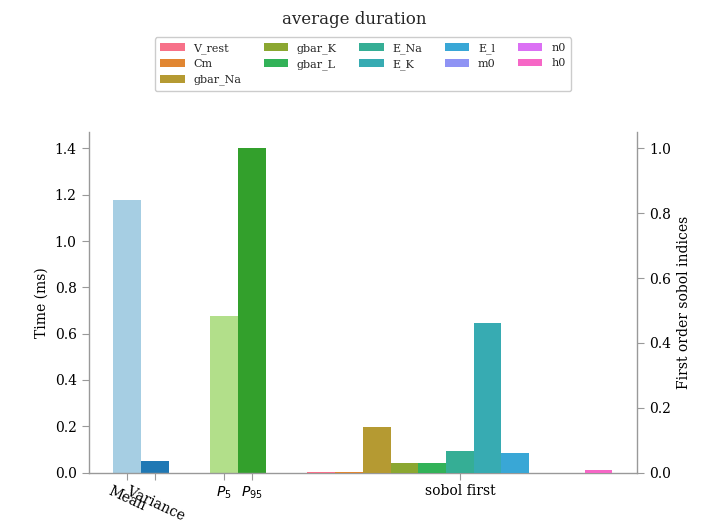 average duration
V_rest gbar_K E_Na E_l n0
Cm gbar_L E_K m0 h0
gbar_Na
1.4 1.0
1.2
0.8
1.0
0.8 0.6
0.6
0.4
0.4
0.2
0.2
0.0 0.0
Time (ms)
First order sobol indices
Mean Variance P5 P95 sobol first